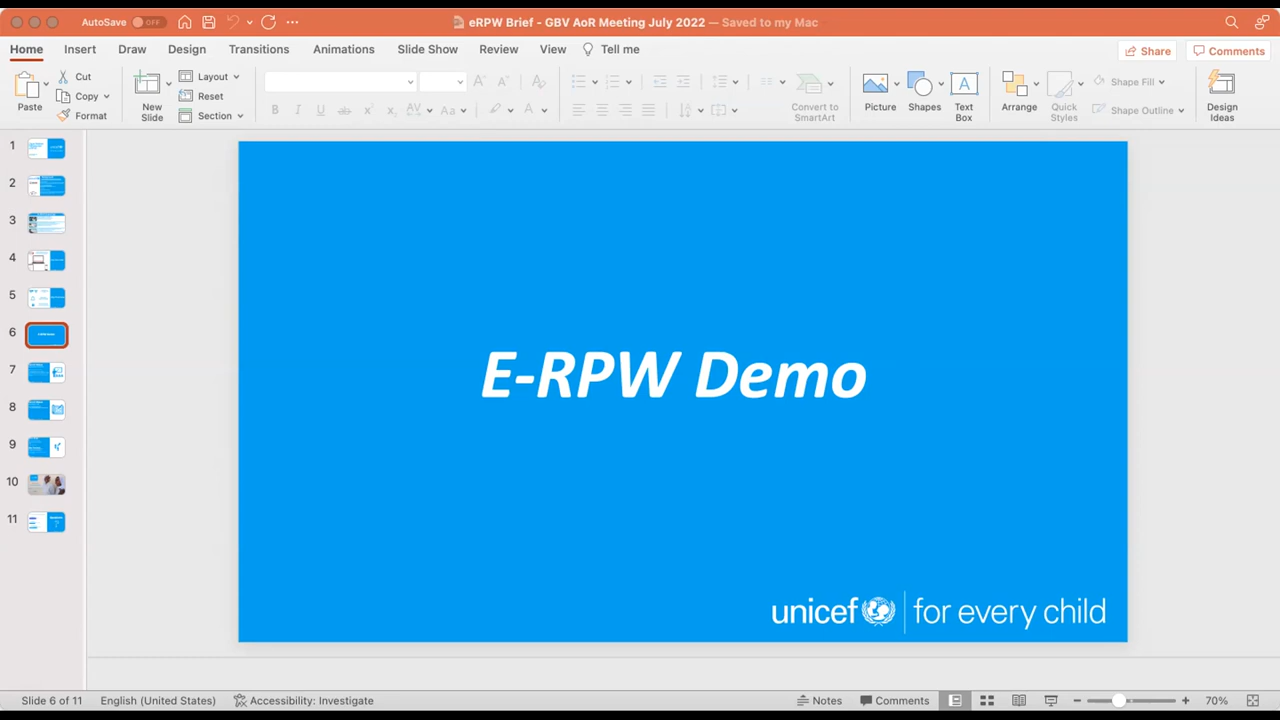 AutoSave OFF
eRPW Brief - GBV AoR Meeting July 2022 — Saved to my Mac
Home Insert Draw Design Transitions Animations Slide Show Review View Tell me
Share Comments
Paste
Cut
Copy
Format
New Slide
Layout
Reset
Section
Convert to SmartArt
Picture
Shapes
Text Box
Arrange
Quick Styles
Shape Fill
Shape Outline
Design Ideas
1
2
3
4
5
6
7
8
9
10
11
E-RPW Demo
unicef for every child
Slide 6 of 11 English (United States) Accessibility: Investigate Notes Comments 70%